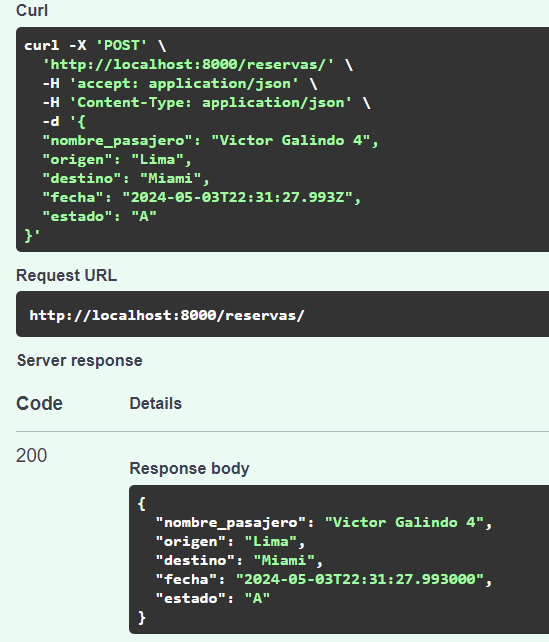 Curl
curl -X 'POST' \
'http://localhost:8000/reservas/' \
-H 'accept: application/json' \
-H 'Content-Type: application/json' \
-d '{
"nombre_pasajero": "Victor Galindo 4",
"origen": "Lima",
"destino": "Miami",
"fecha": "2024-05-03T22:31:27.993Z",
"estado": "A"
}'
Request URL
http://localhost:8000/reservas/
Server response
Code Details
200
Response body
{
"nombre_pasajero": "Victor Galindo 4",
"origen": "Lima",
"destino": "Miami",
"fecha": "2024-05-03T22:31:27.993000",
"estado": "A"
}